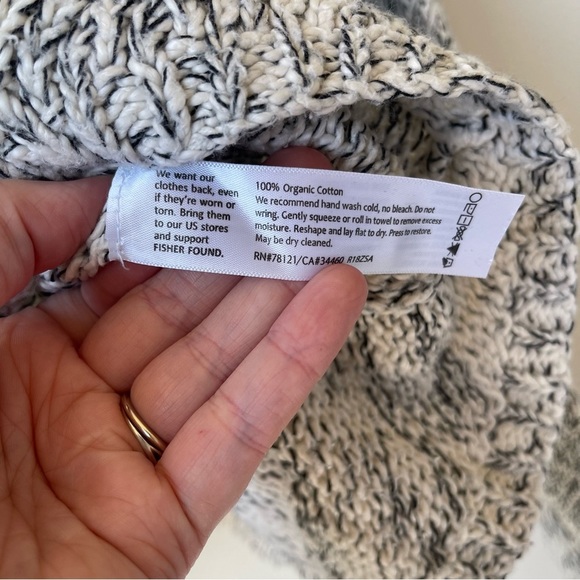 We want our
clothes back, even
if they're worn or
torn. Bring them
to our US stores
and support
FISHER FOUND.
100% Organic Cotton
We recommend hand wash cold, no bleach. Do not
wring. Gently squeeze or roll in towel to remove excess
moisture. Reshape and lay flat to dry. Press to restore.
May be dry cleaned.
RN#78121/CA#34460 R18ZSA